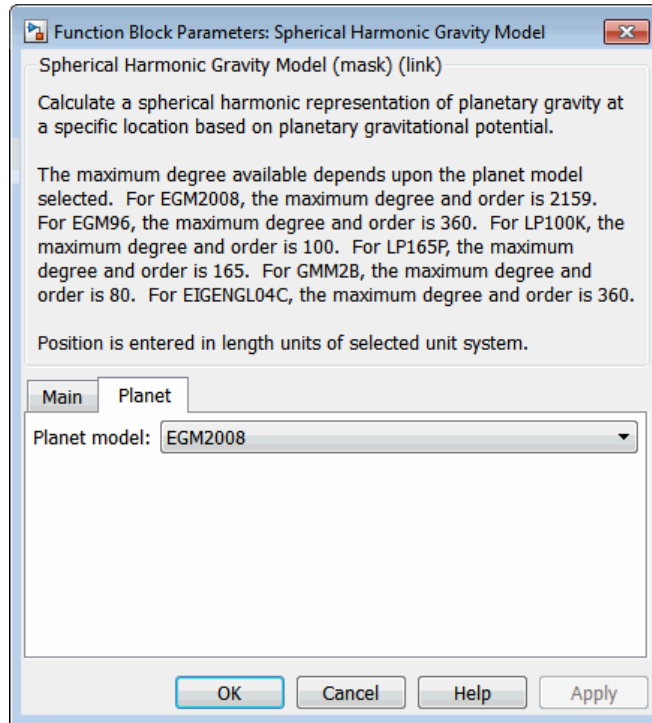 Function Block Parameters: Spherical Harmonic Gravity Model
Spherical Harmonic Gravity Model (mask) (link)
Calculate a spherical harmonic representation of planetary gravity at
a specific location based on planetary gravitational potential.
The maximum degree available depends upon the planet model
selected.  For EGM2008, the maximum degree and order is 2159.
For EGM96, the maximum degree and order is 360.  For LP100K, the
maximum degree and order is 100.  For LP165P, the maximum
degree and order is 165.  For GMM2B, the maximum degree and
order is 80.  For EIGENGL04C, the maximum degree and order is 360.
Position is entered in length units of selected unit system.
Main Planet
Planet model: EGM2008
OK Cancel Help Apply